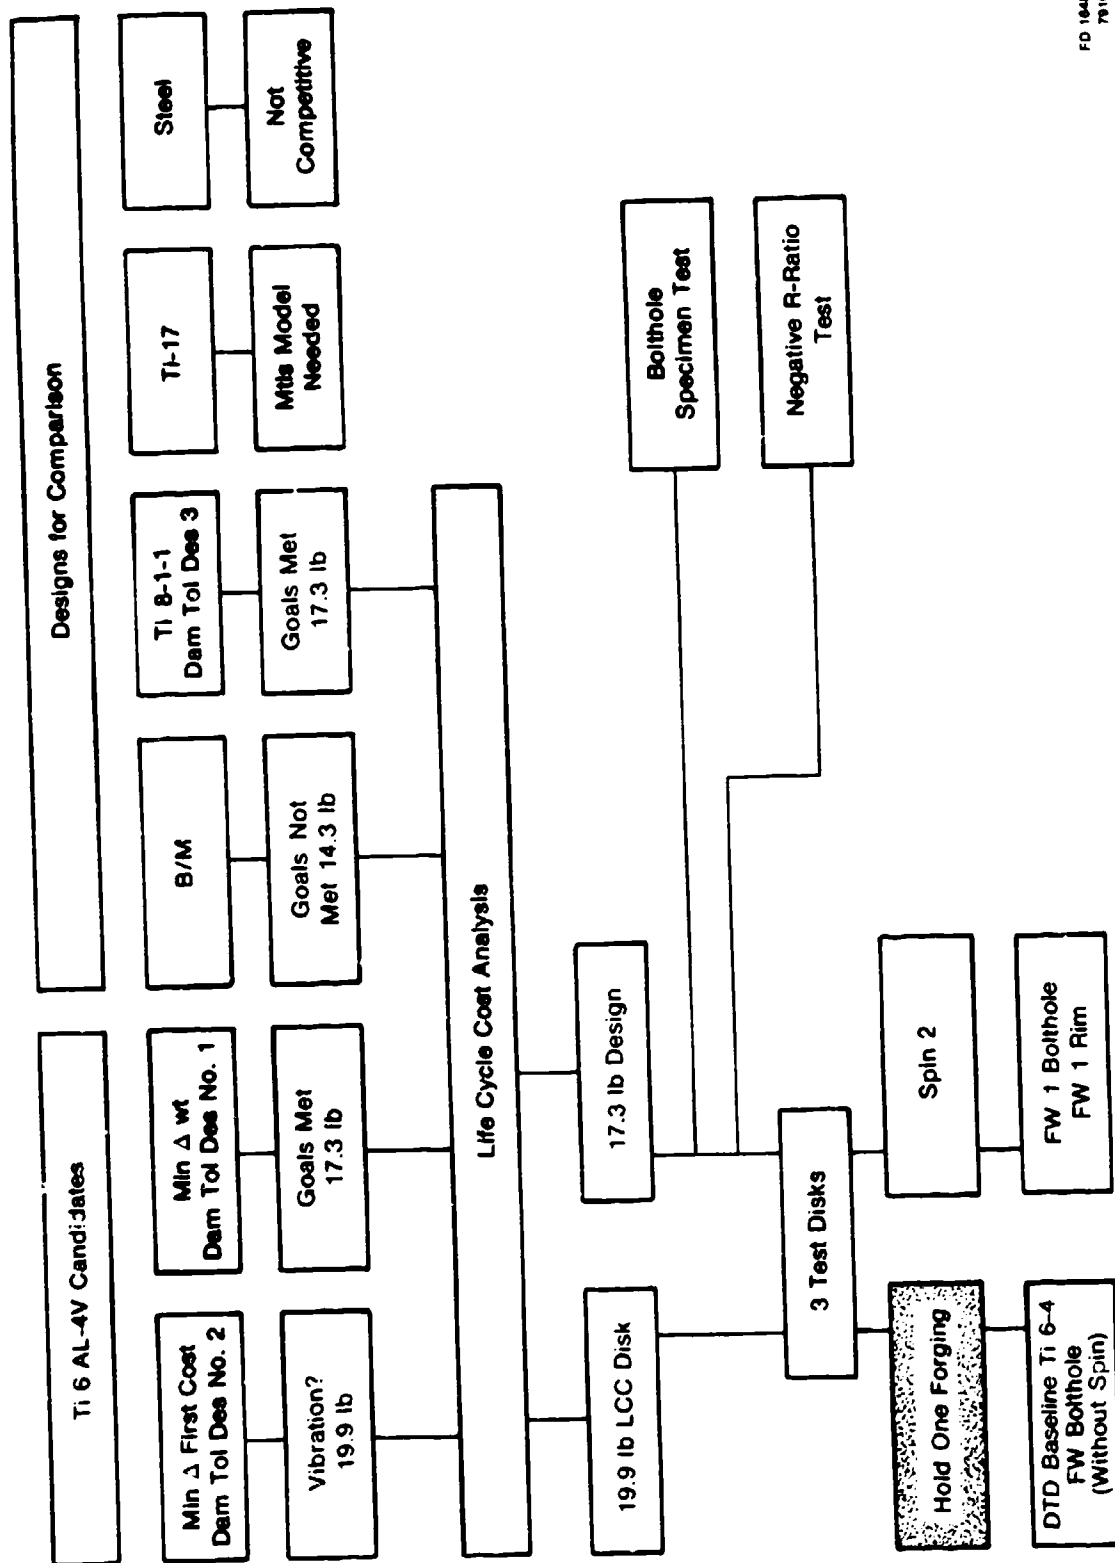 Ti 6 AL-4V Candidates
Designs for Comparison
Min Δ First Cost
Dam Tol Des No. 2
Min Δ wt
Dam Tol Des No. 1
B/M
Ti 8-1-1
Dam Tol Des 3
Ti-17
Steel
Vibration?
19.9 lb
Goals Met
17.3 lb
Goals Not
Met 14.3 lb
Goals Met
17.3 lb
Mtls Model
Needed
Not
Competitive
Life Cycle Cost Analysis
19.9 lb LCC Disk
17.3 lb Design
Bolthole
Specimen Test
Negative R-Ratio
Test
3 Test Disks
Hold One Forging
Spin 2
DTD Baseline Ti 6-4
FW Bolthole
(Without Spin)
FW 1 Bolthole
FW 1 Rim
FD